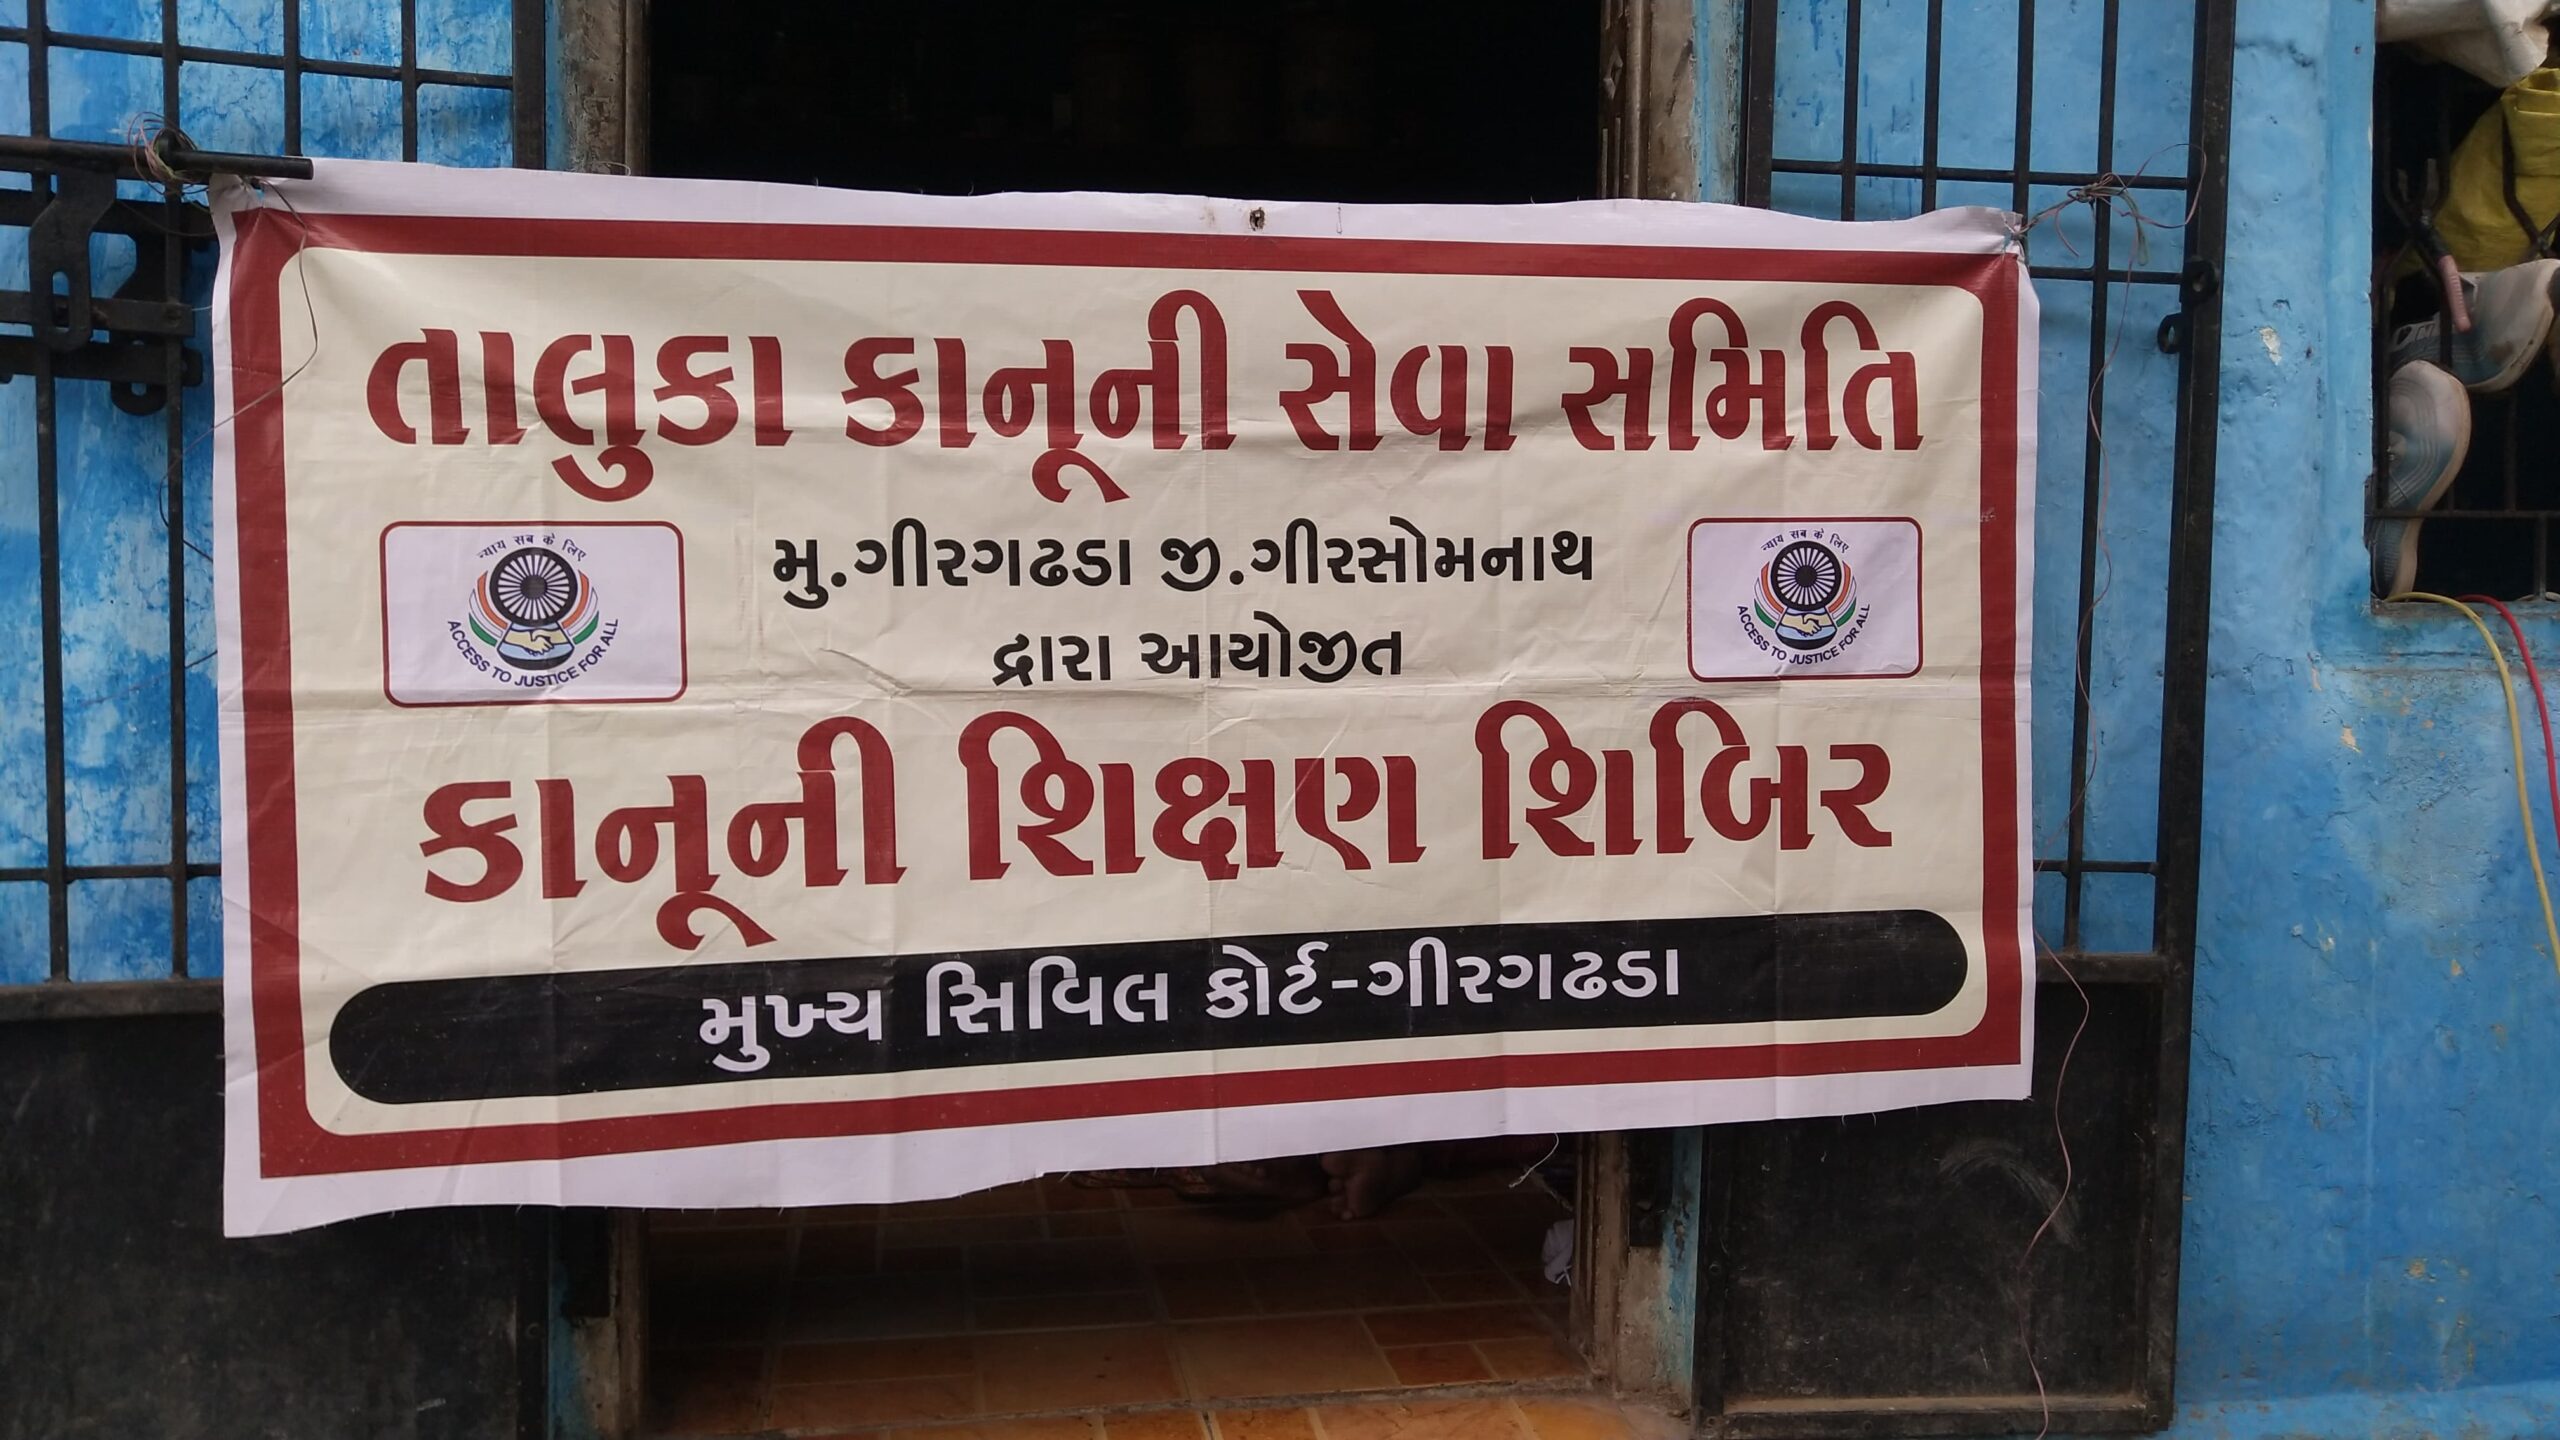 તાલુકા કાનૂની સેવા સમિતિ
મુ.ગીરગઢડા જી.ગીરસોમનાથ
દ્વારા આયોજીત
न्याय सब के लिए
ACCESS TO JUSTICE FOR ALL
न्याय सब के लिए
ACCESS TO JUSTICE FOR ALL
કાનૂની શિક્ષણ શિબિર
મુખ્ય સિવિલ કોર્ટ-ગીરગઢડા